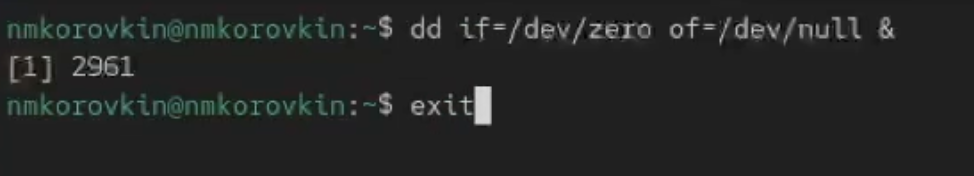 nmkorovkin@nmkorovkin:~$ dd if=/dev/zero of=/dev/null &
[1] 2961
nmkorovkin@nmkorovkin:~$ exit